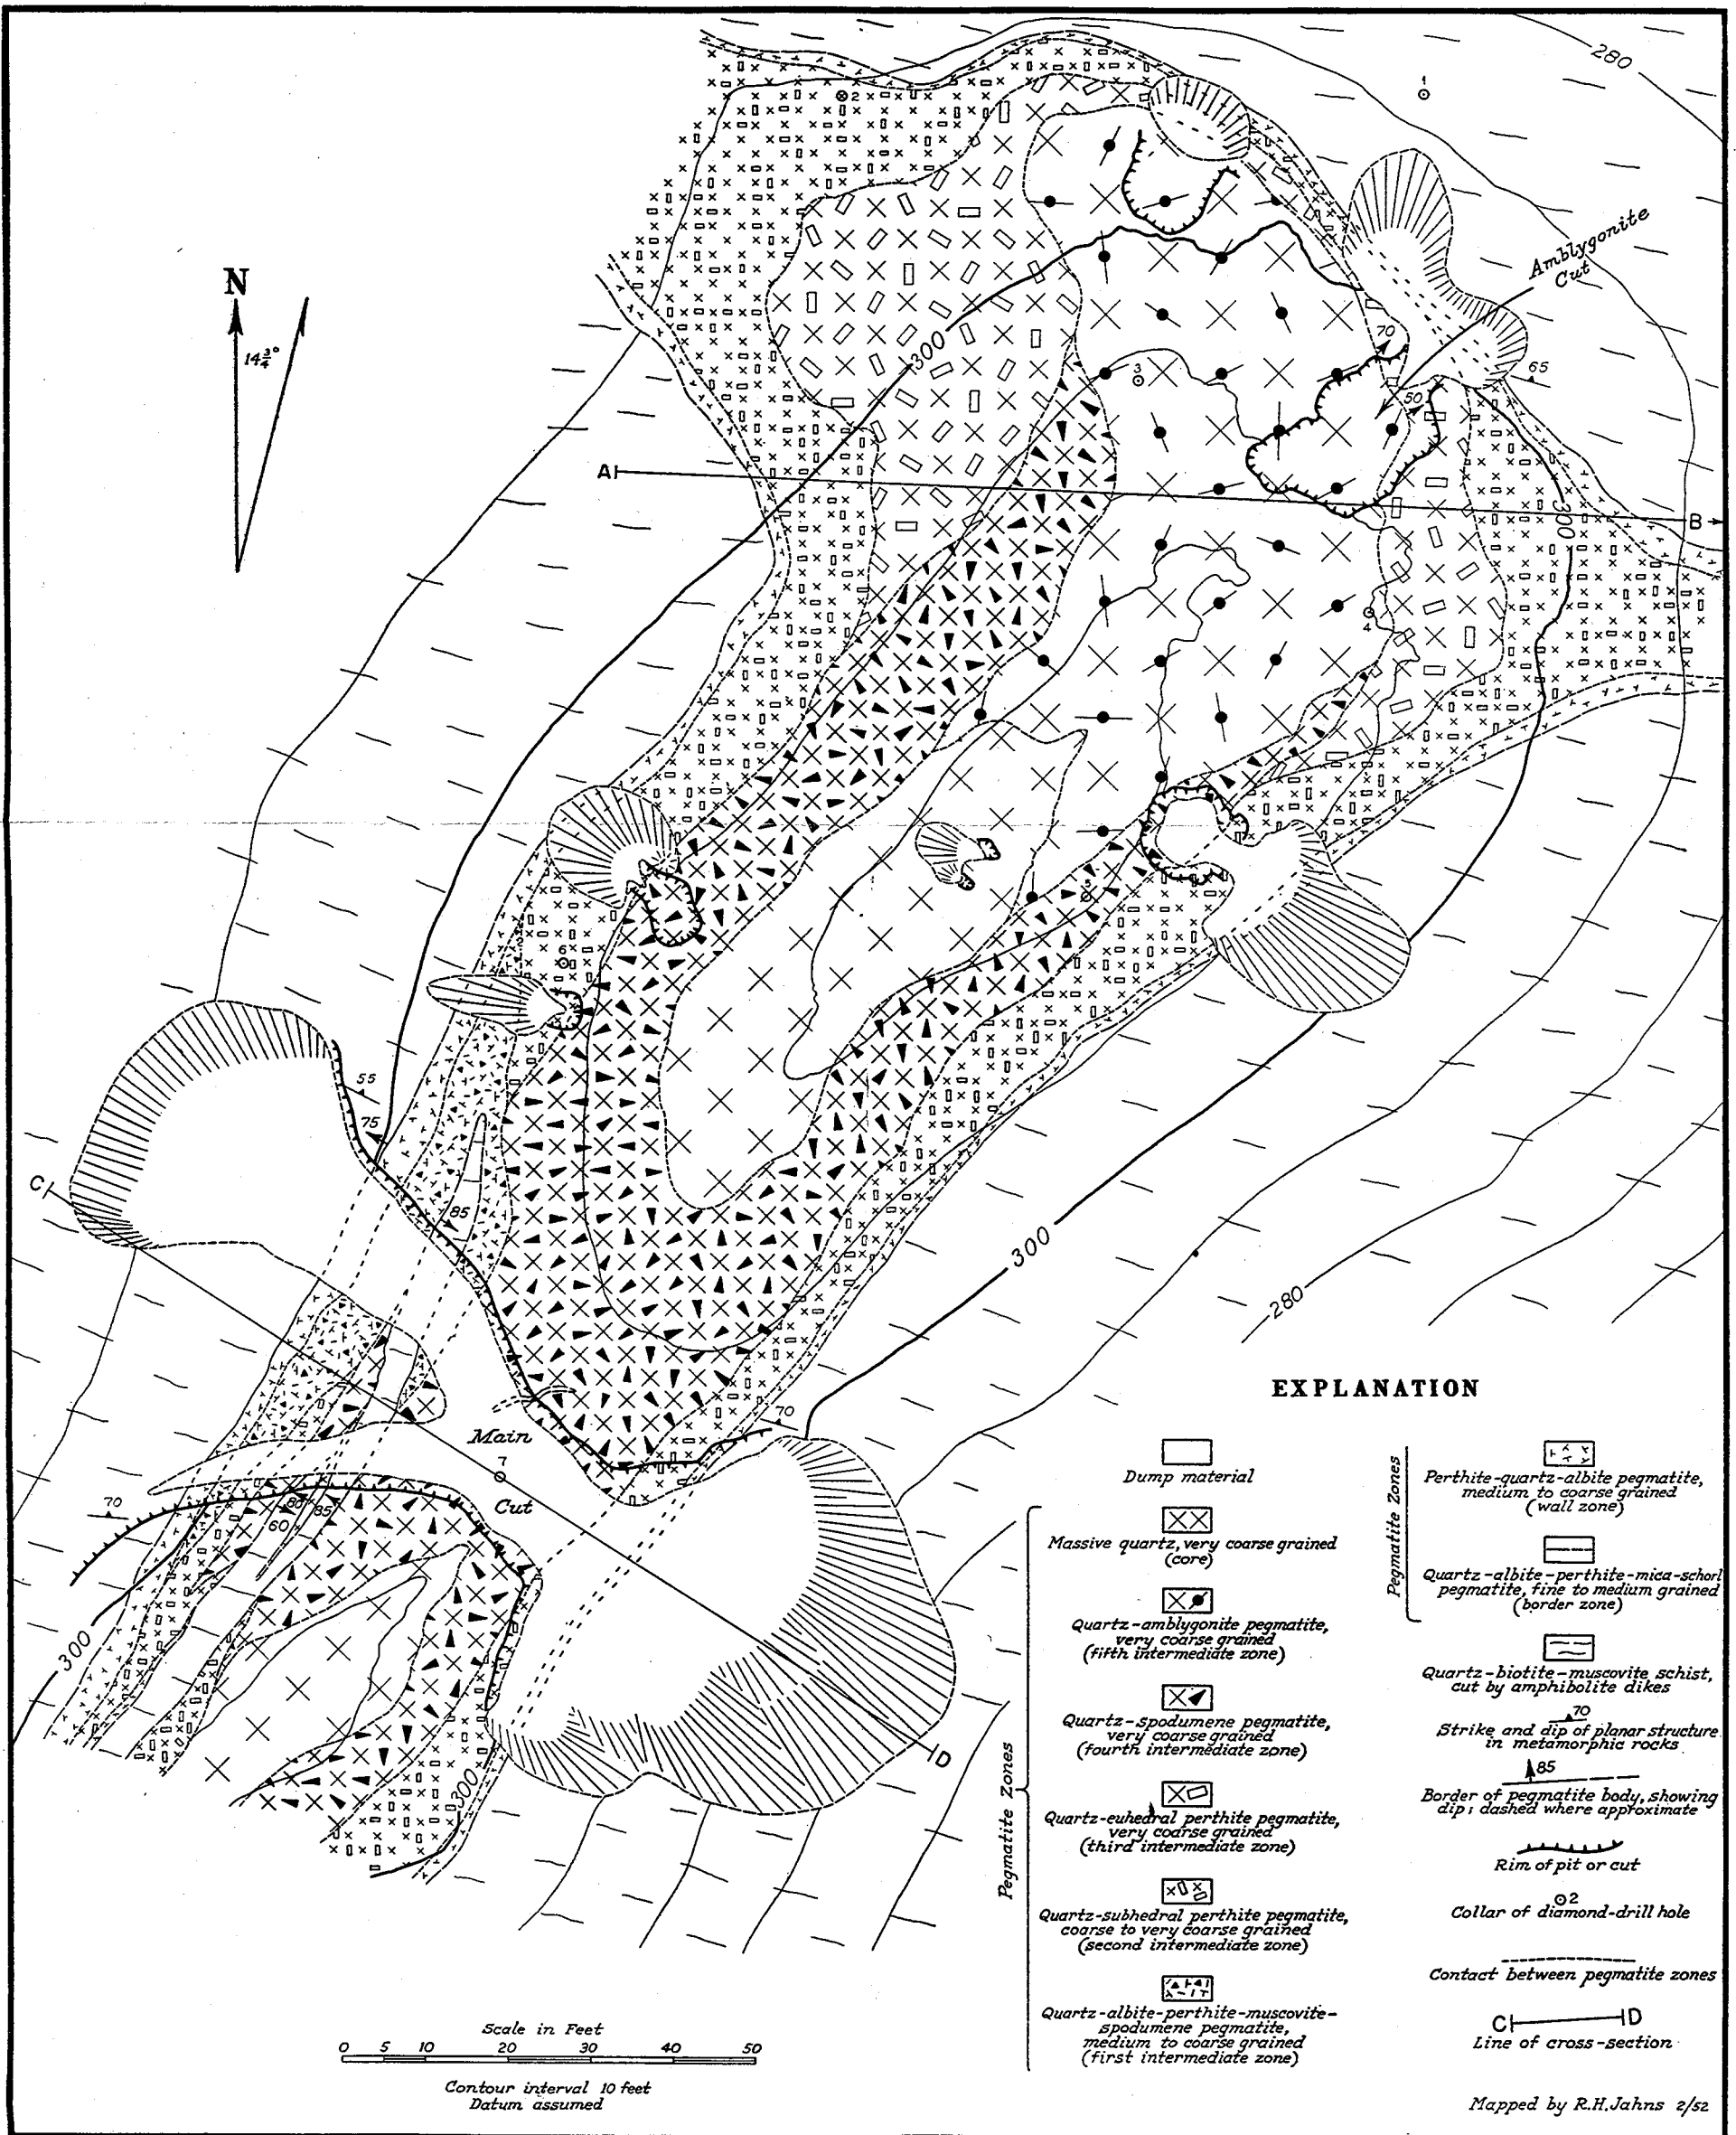 280
1
2
N
14 3/4°
Amblygonite
Cut
300
70
3
65
50
A
B
300
4
5
6
55
75
C
85
300
280
70
Main
7
Cut
70
80
85
60
300
D
300
EXPLANATION
Dump material
Massive quartz, very coarse grained
(core)
Quartz-amblygonite pegmatite,
very coarse grained
(fifth intermediate zone)
Quartz-spodumene pegmatite,
very coarse grained
(fourth intermediate zone)
Quartz-euhedral perthite pegmatite,
very coarse grained
(third intermediate zone)
Quartz-subhedral perthite pegmatite,
coarse to very coarse grained
(second intermediate zone)
Quartz-albite-perthite-muscovite-
spodumene pegmatite,
medium to coarse grained
(first intermediate zone)
Pegmatite Zones
Pegmatite Zones
Perthite-quartz-albite pegmatite,
medium to coarse grained
(wall zone)
Quartz-albite-perthite-mica-schorl
pegmatite, fine to medium grained
(border zone)
Quartz-biotite-muscovite schist,
cut by amphibolite dikes
70
Strike and dip of planar structure
in metamorphic rocks
85
Border of pegmatite body, showing
dip; dashed where approximate
Rim of pit or cut
2
Collar of diamond-drill hole
Contact between pegmatite zones
C D
Line of cross-section
Scale in Feet
0 5 10 20 30 40 50
Contour interval 10 feet
Datum assumed
Mapped by R.H.Jahns 2/52